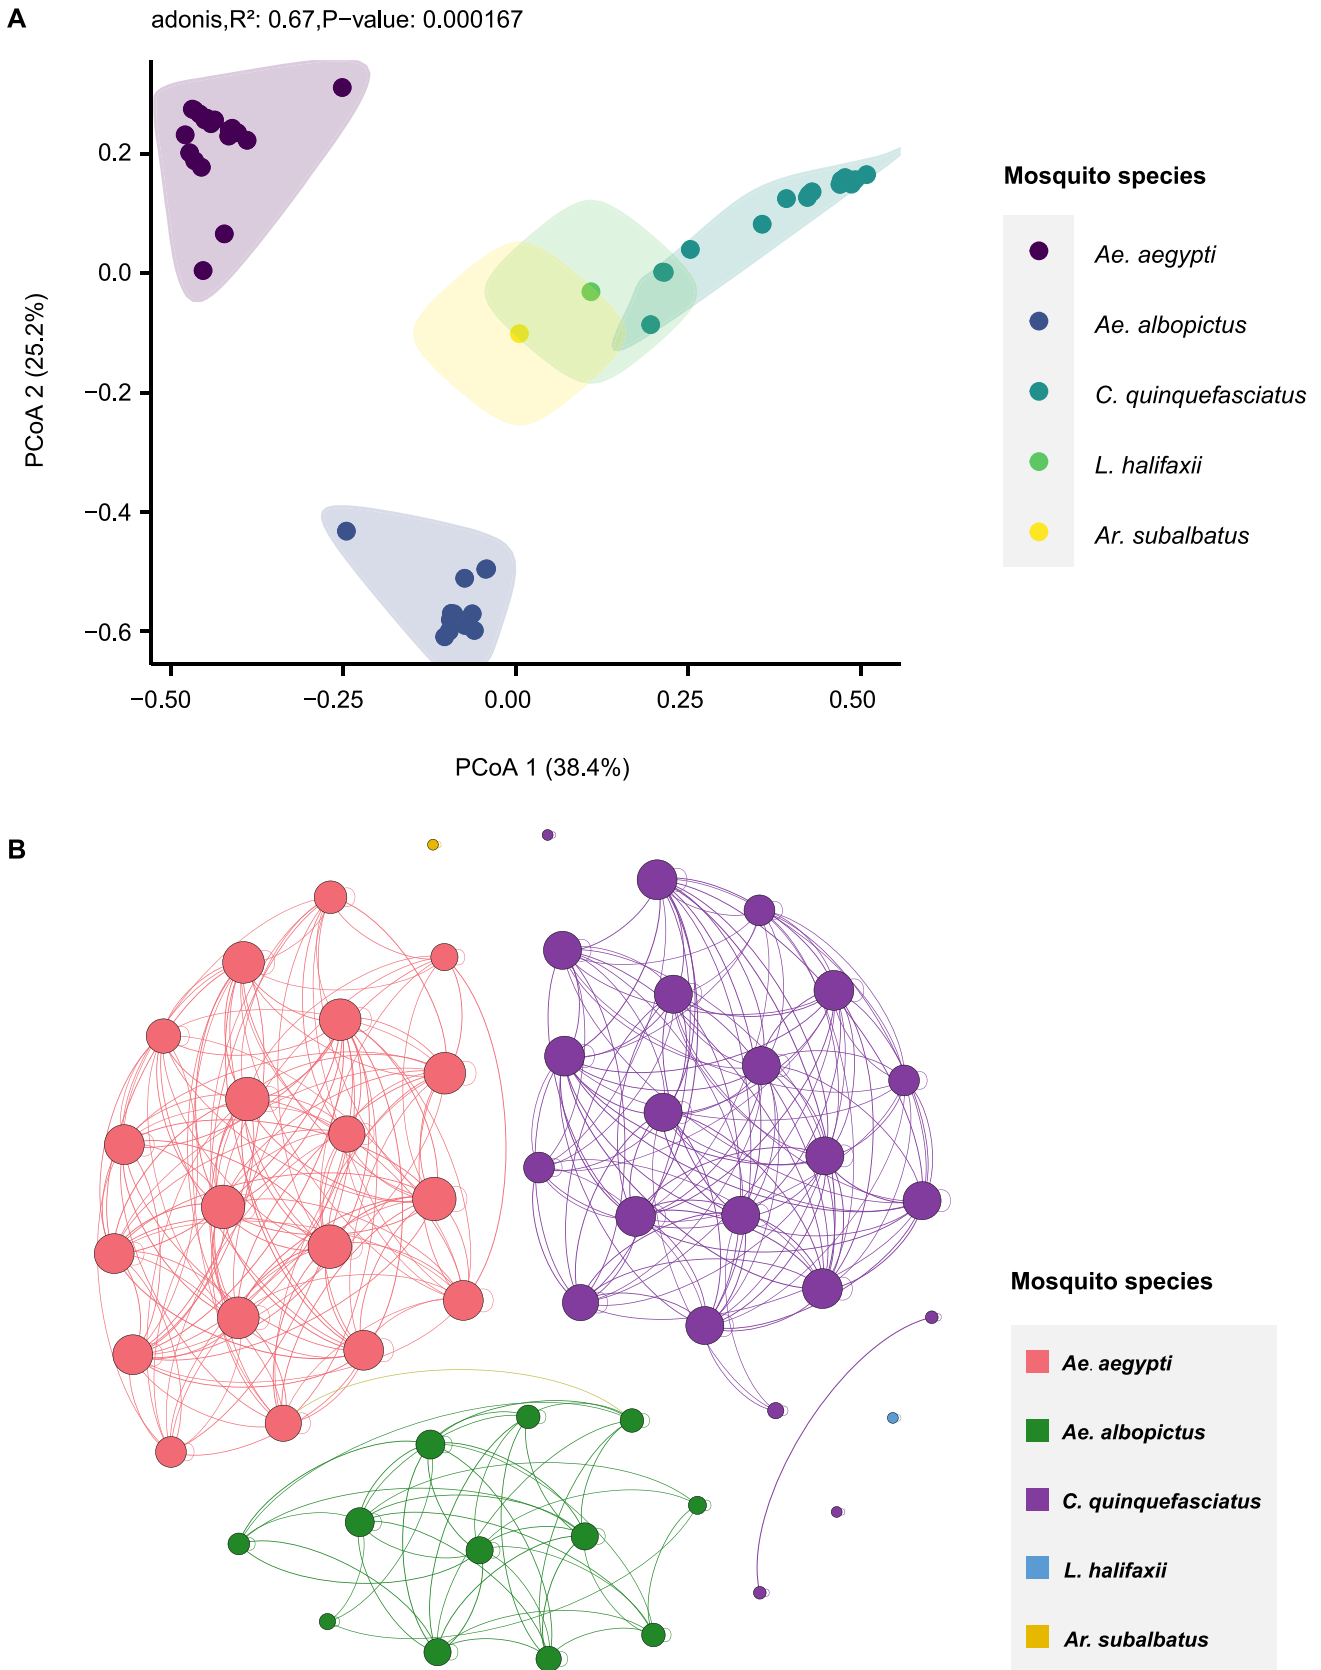 A
adonis,R²: 0.67,P−value: 0.000167
0.2
0.0
−0.2
−0.4
−0.6
PCoA 2 (25.2%)
−0.50
−0.25
0.00
0.25
0.50
PCoA 1 (38.4%)
Mosquito species
Ae. aegypti
Ae. albopictus
C. quinquefasciatus
L. halifaxii
Ar. subalbatus
B
Mosquito species
Ae. aegypti
Ae. albopictus
C. quinquefasciatus
L. halifaxii
Ar. subalbatus